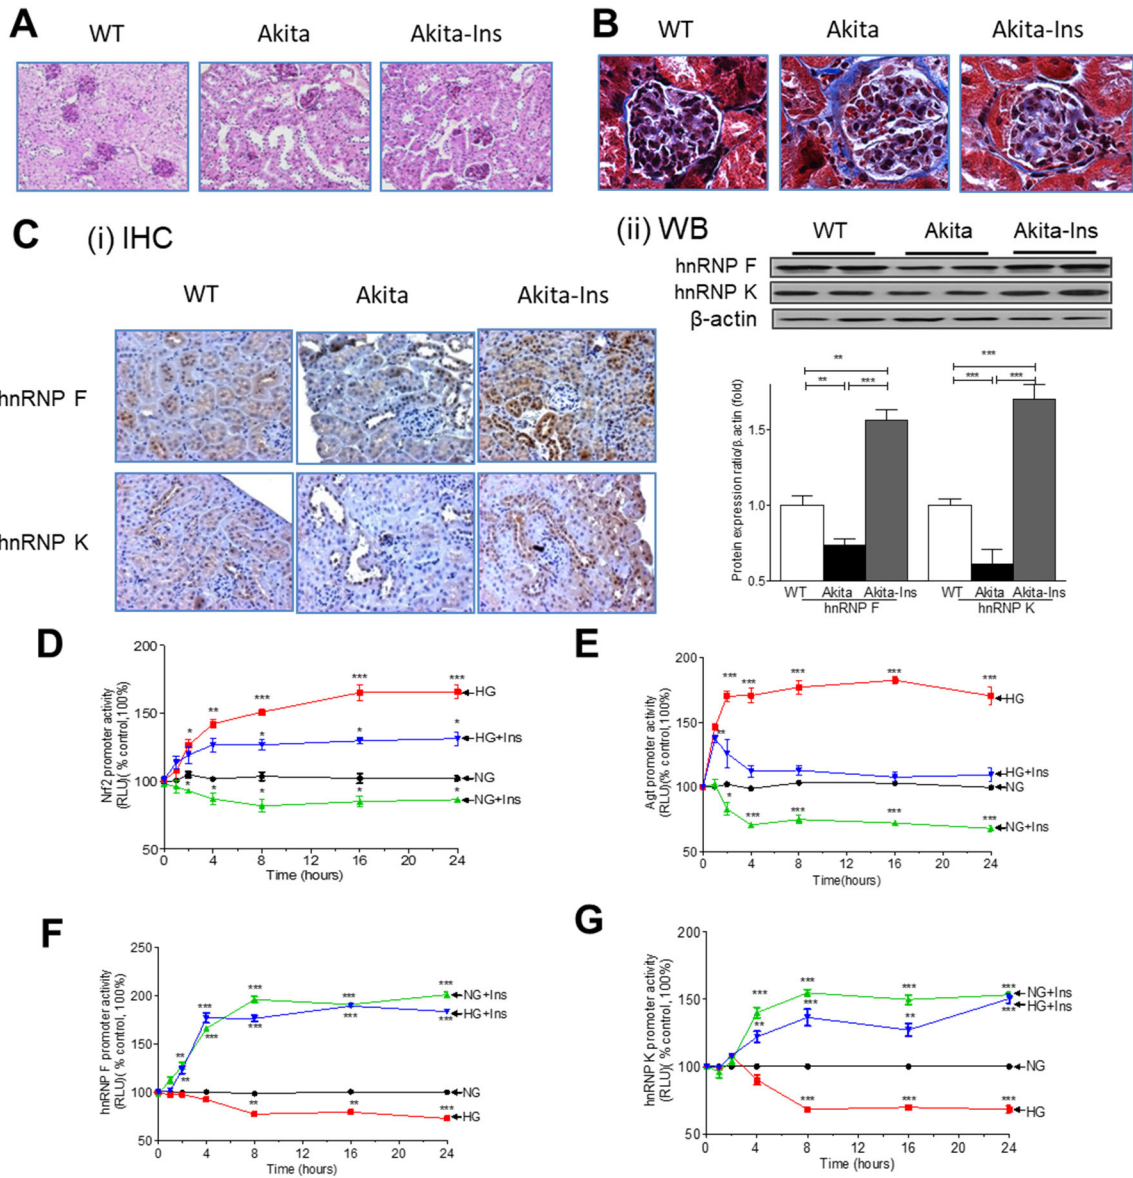 A
WT Akita Akita-Ins
B
WT Akita Akita-Ins
C (i) IHC
WT Akita Akita-Ins
hnRNP F
hnRNP K
(ii) WB
WT Akita Akita-Ins
hnRNP F
hnRNP K
β-actin
** ***
** *** *** ***
Protein expression ratio/β.actin (fold)
1.5
1.0
0.5
WT Akita Akita-Ins WT Akita Akita-Ins
hnRNP F hnRNP K
D
Nrf2 promoter activity
(RLU)( % control,100%)
200
150
100
50
0 4 8 12 16 20 24
Time (hours)
* ** *** *** ***
HG
* * *
HG+Ins
NG
* * * * *
NG+Ins
E
Agt promoter activity
(RLU)(% control,100%)
200
150
100
50
0 4 8 12 16 20 24
Time(hours)
*** *** *** *** ***
HG
**
HG+Ins
NG
* *** *** *** ***
NG+Ins
F
hnRNP F promoter activity
(RLU)( % control,100%)
250
200
150
100
50
0 4 8 12 16 20 24
Time (hours)
** *** *** *** ***
NG+Ins
HG+Ins
** *** *** *** ***
NG
** ** ***
HG
G
hnRNP K promoter activity
(RLU)( % control,100%)
200
150
100
50
0 4 8 12 16 20 24
Time (hours)
*** *** *** ***
NG+Ins
HG+Ins
** *** ** ***
NG
*** *** ***
HG